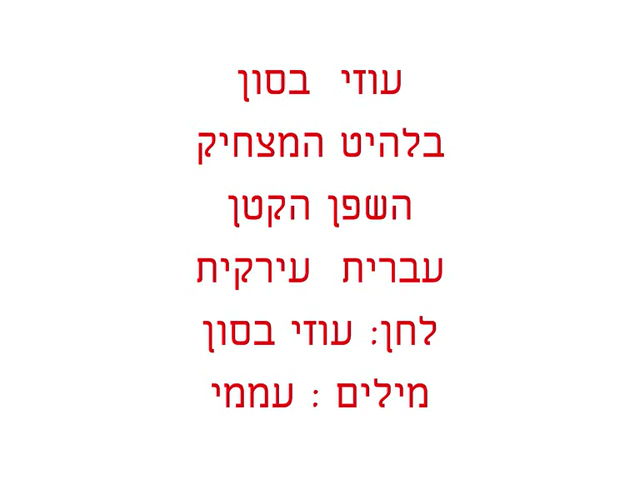 עוזי בסון
בלהיט המצחיק
השפן הקטן
עברית עירקית
לחן: עוזי בסון
מילים : עממי